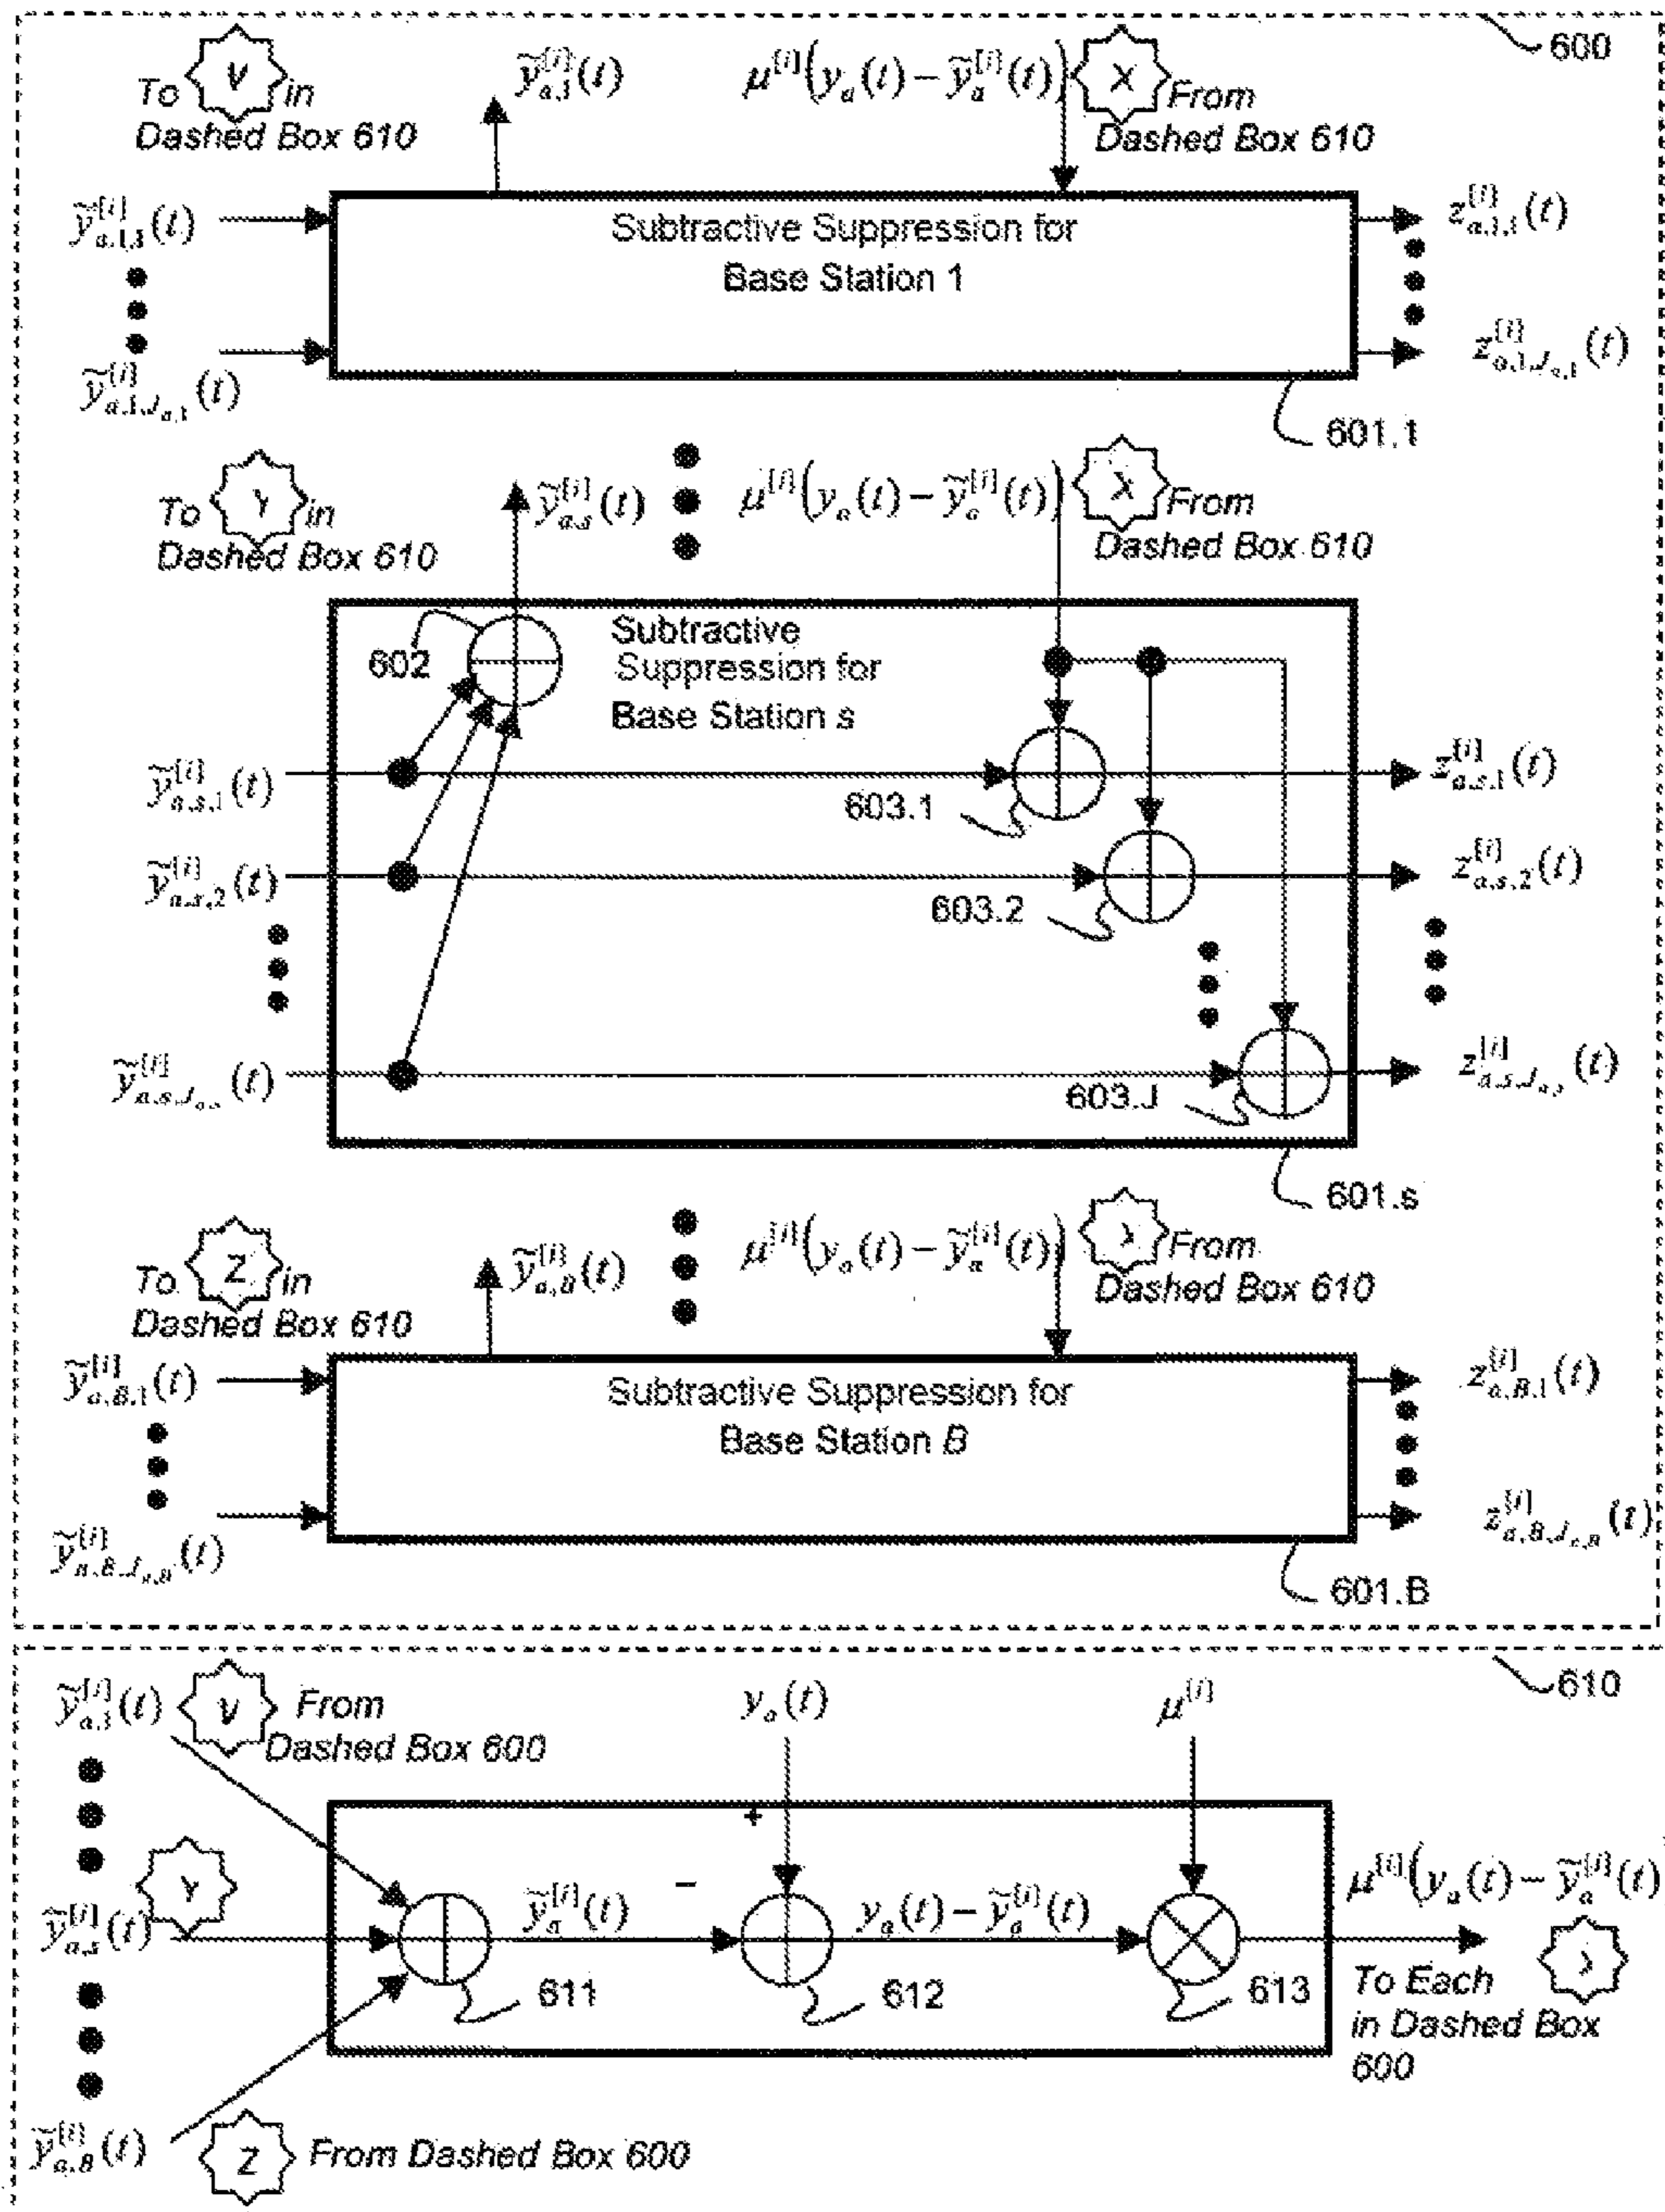 600
To V in
Dashed Box 610
ỹ_{a,1}^{[i]}(t)
μ^{[i]}(y_a(t) − ỹ_a^{[i]}(t))
X From
Dashed Box 610
ỹ_{a,1,1}^{[i]}(t)
ỹ_{a,1,J_{a,1}}^{[i]}(t)
Subtractive Suppression for
Base Station 1
z_{a,1,1}^{[i]}(t)
z_{a,1,J_{a,1}}^{[i]}(t)
601.1
To Y in
Dashed Box 610
ỹ_{a,s}^{[i]}(t)
μ^{[i]}(y_a(t) − ỹ_a^{[i]}(t))
X From
Dashed Box 610
602
Subtractive
Suppression for
Base Station s
ỹ_{a,s,1}^{[i]}(t)
603.1
z_{a,s,1}^{[i]}(t)
ỹ_{a,s,2}^{[i]}(t)
603.2
z_{a,s,2}^{[i]}(t)
ỹ_{a,s,J_{a,s}}^{[i]}(t)
603.J
z_{a,s,J_{a,s}}^{[i]}(t)
601.s
To Z in
Dashed Box 610
ỹ_{a,B}^{[i]}(t)
μ^{[i]}(y_a(t) − ỹ_a^{[i]}(t))
From
Dashed Box 610
ỹ_{a,B,1}^{[i]}(t)
ỹ_{a,B,J_{a,B}}^{[i]}(t)
Subtractive Suppression for
Base Station B
z_{a,B,1}^{[i]}(t)
z_{a,B,J_{a,B}}^{[i]}(t)
601.B
610
ỹ_{a,1}^{[i]}(t) V From
Dashed Box 600
y_a(t)
μ^{[i]}
+
Y
ỹ_{a,s}^{[i]}(t)
ỹ_a^{[i]}(t)
−
y_a(t) − ỹ_a^{[i]}(t)
μ^{[i]}(y_a(t) − ỹ_a^{[i]}(t))
611
612
613
To Each
in Dashed Box
600
ỹ_{a,B}^{[i]}(t)
Z From Dashed Box 600